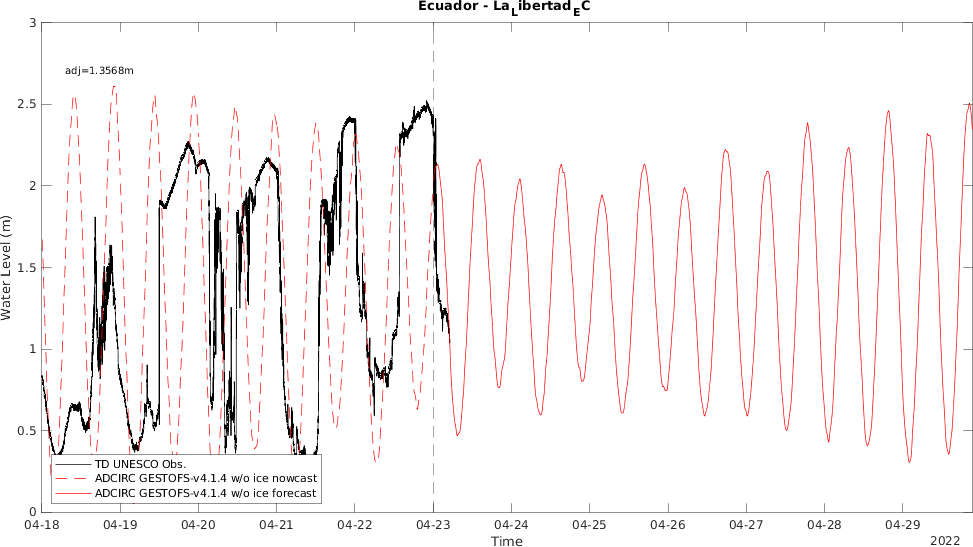 Ecuador - La_Libertad_EC
3
2.5
2
1.5
1
0.5
0
Water Level (m)
adj=1.3568m
TD UNESCO Obs.
ADCIRC GESTOFS-v4.1.4 w/o ice nowcast
ADCIRC GESTOFS-v4.1.4 w/o ice forecast
04-18 04-19 04-20 04-21 04-22 04-23 04-24 04-25 04-26 04-27 04-28 04-29
Time
2022